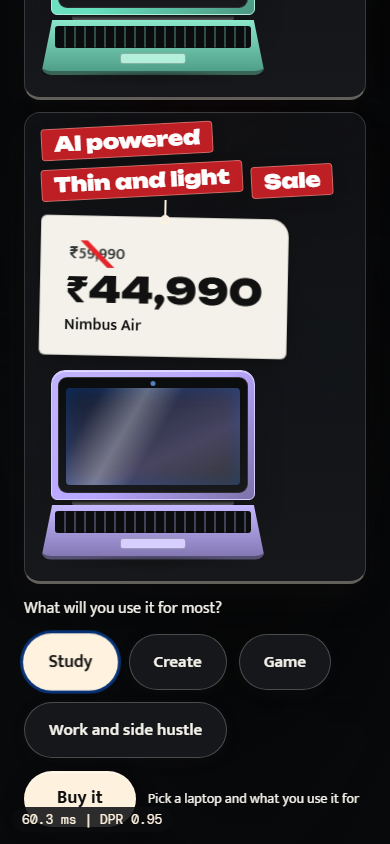 AI powered
Thin and light
Sale
₹59,990
₹44,990
Nimbus Air
What will you use it for most?
Study
Create
Game
Work and side hustle
Buy it
Pick a laptop and what you use it for
60.3 ms | DPR 0.95